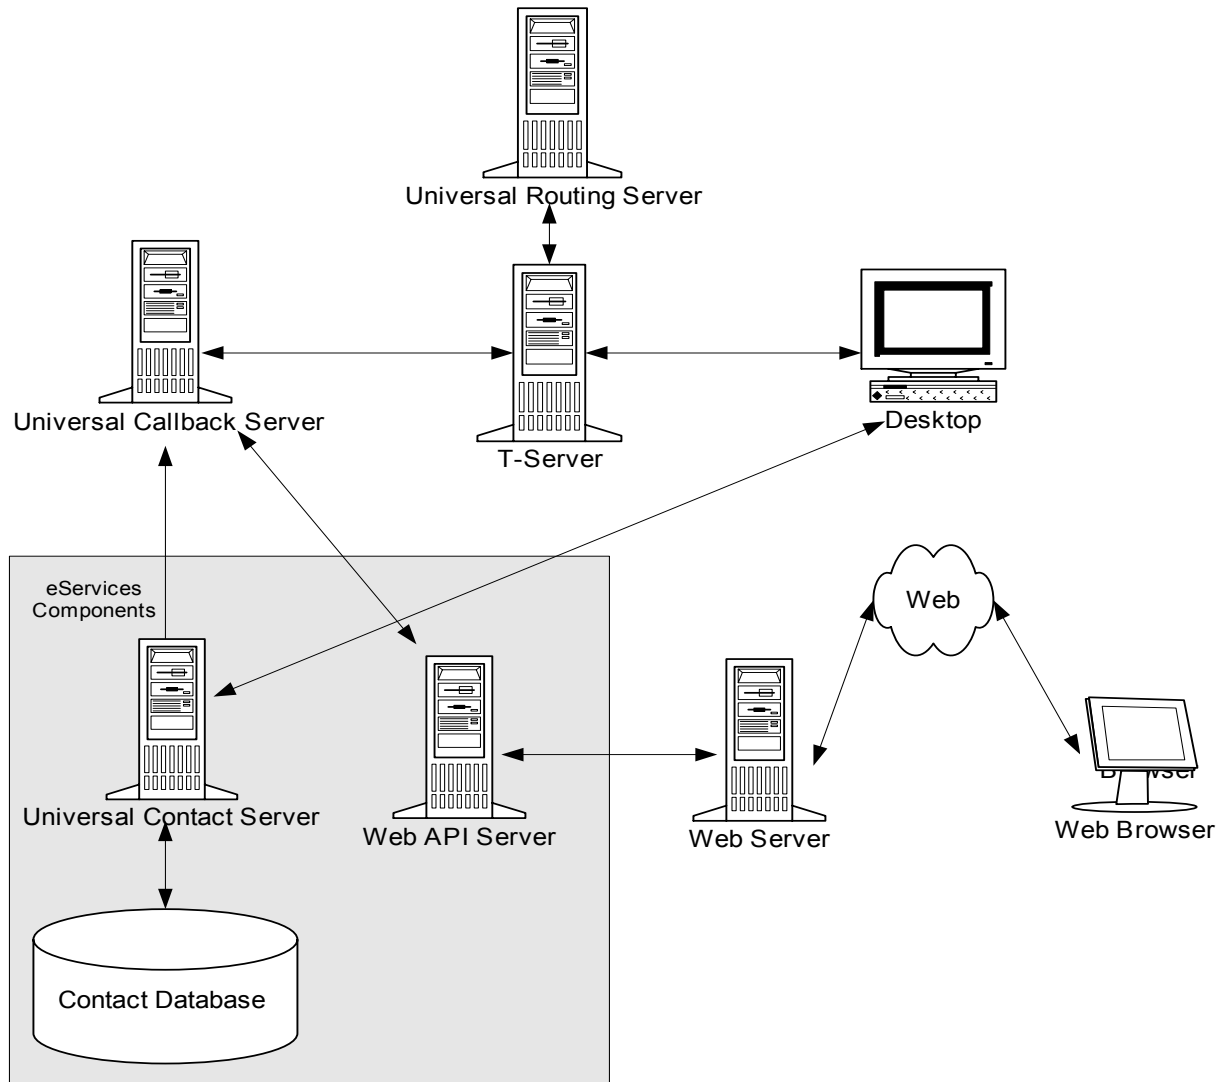 Universal Routing Server
Universal Callback Server
T-Server
Desktop
eServices
Components
Web
Universal Contact Server
Web API Server
Web Server
Browser
Web Browser
Contact Database